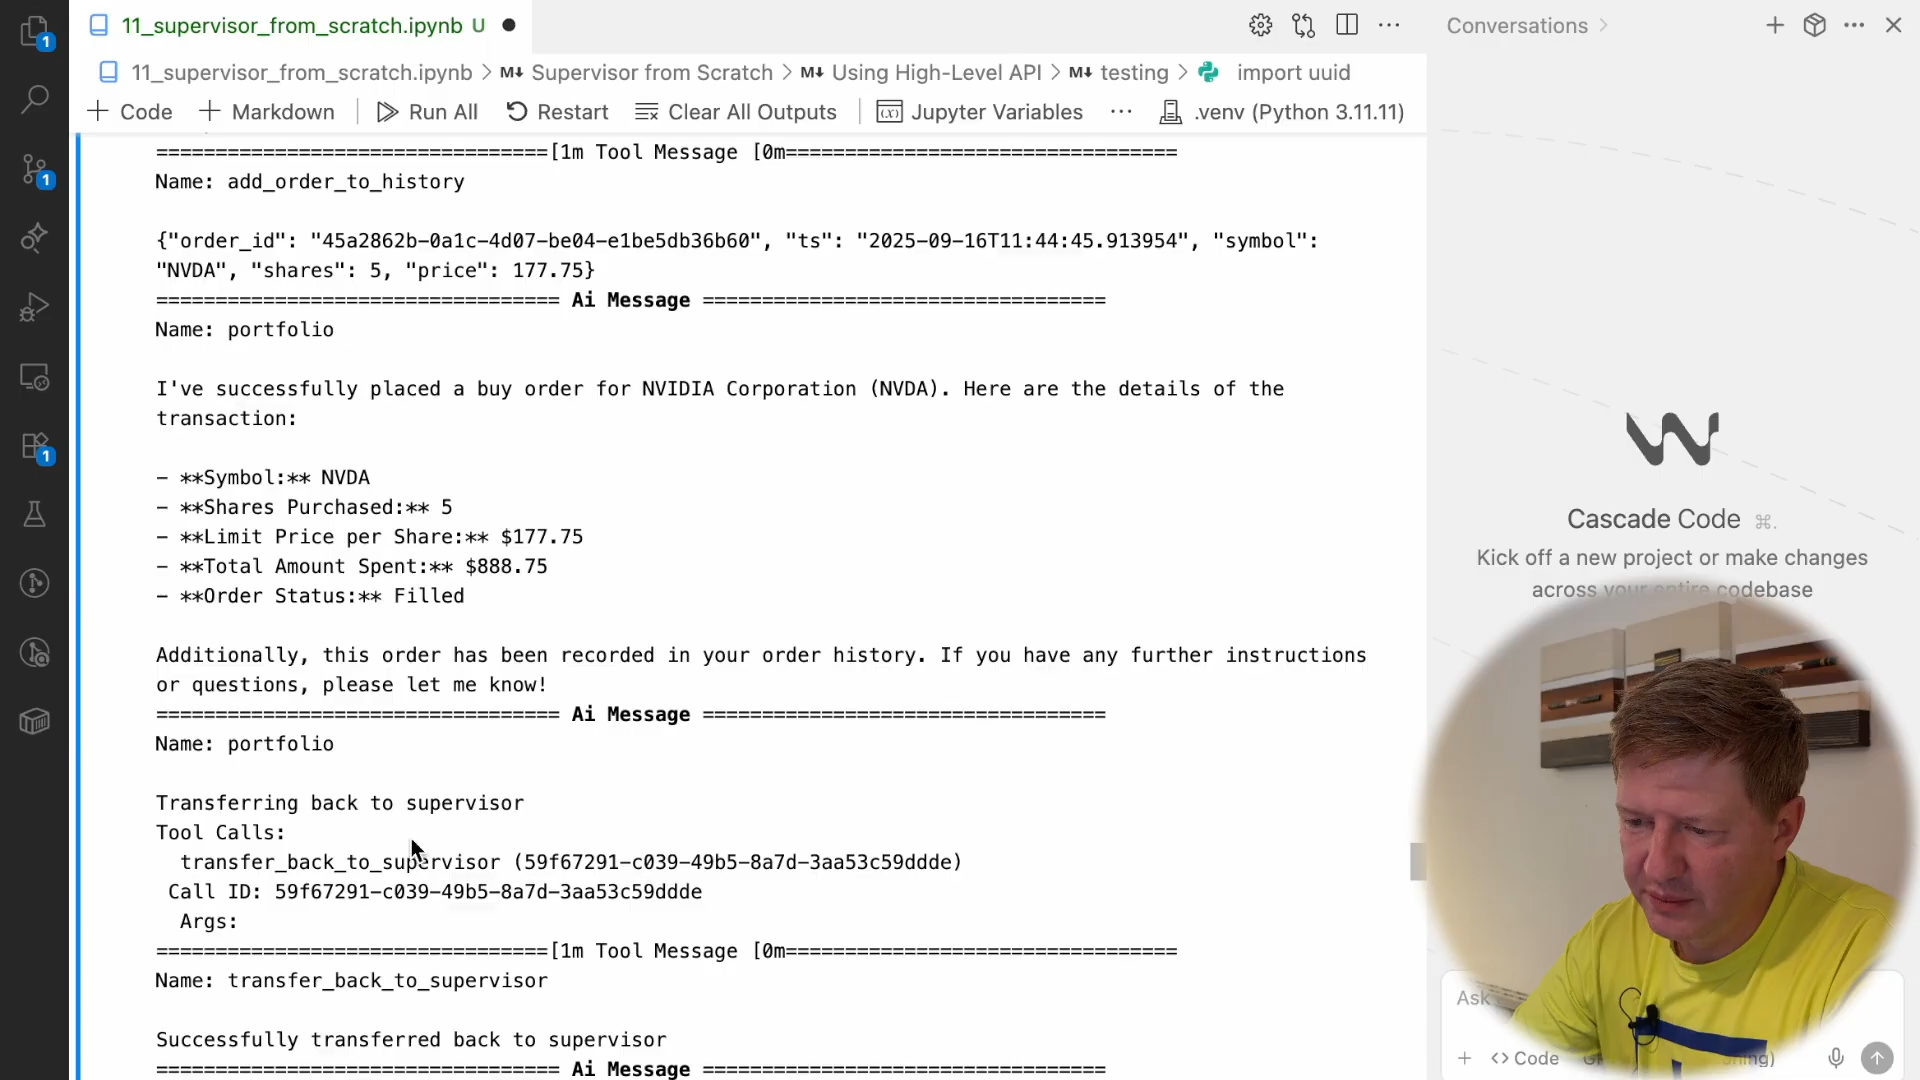 11_supervisor_from_scratch.ipynb U
Conversations
11_supervisor_from_scratch.ipynb > M↓ Supervisor from Scratch > M↓ Using High-Level API > M↓ testing > import uuid
+ Code + Markdown Run All Restart Clear All Outputs Jupyter Variables ... .venv (Python 3.11.11)
1
1
1
=================================[1m Tool Message [0m=================================
Name: add_order_to_history
{"order_id": "45a2862b-0a1c-4d07-be04-e1be5db36b60", "ts": "2025-09-16T11:44:45.913954", "symbol":
"NVDA", "shares": 5, "price": 177.75}
================================== Ai Message ==================================
Name: portfolio
I've successfully placed a buy order for NVIDIA Corporation (NVDA). Here are the details of the
transaction:
- **Symbol:** NVDA
- **Shares Purchased:** 5
- **Limit Price per Share:** $177.75
- **Total Amount Spent:** $888.75
- **Order Status:** Filled
Additionally, this order has been recorded in your order history. If you have any further instructions
or questions, please let me know!
================================== Ai Message ==================================
Name: portfolio
Transferring back to supervisor
Tool Calls:
transfer_back_to_supervisor (59f67291-c039-49b5-8a7d-3aa53c59ddde)
Call ID: 59f67291-c039-49b5-8a7d-3aa53c59ddde
Args:
=================================[1m Tool Message [0m=================================
Name: transfer_back_to_supervisor
Successfully transferred back to supervisor
================================== Ai Message ==================================
Cascade Code ⌘.
Kick off a new project or make changes
across your entire codebase
Ask
+ <> Code